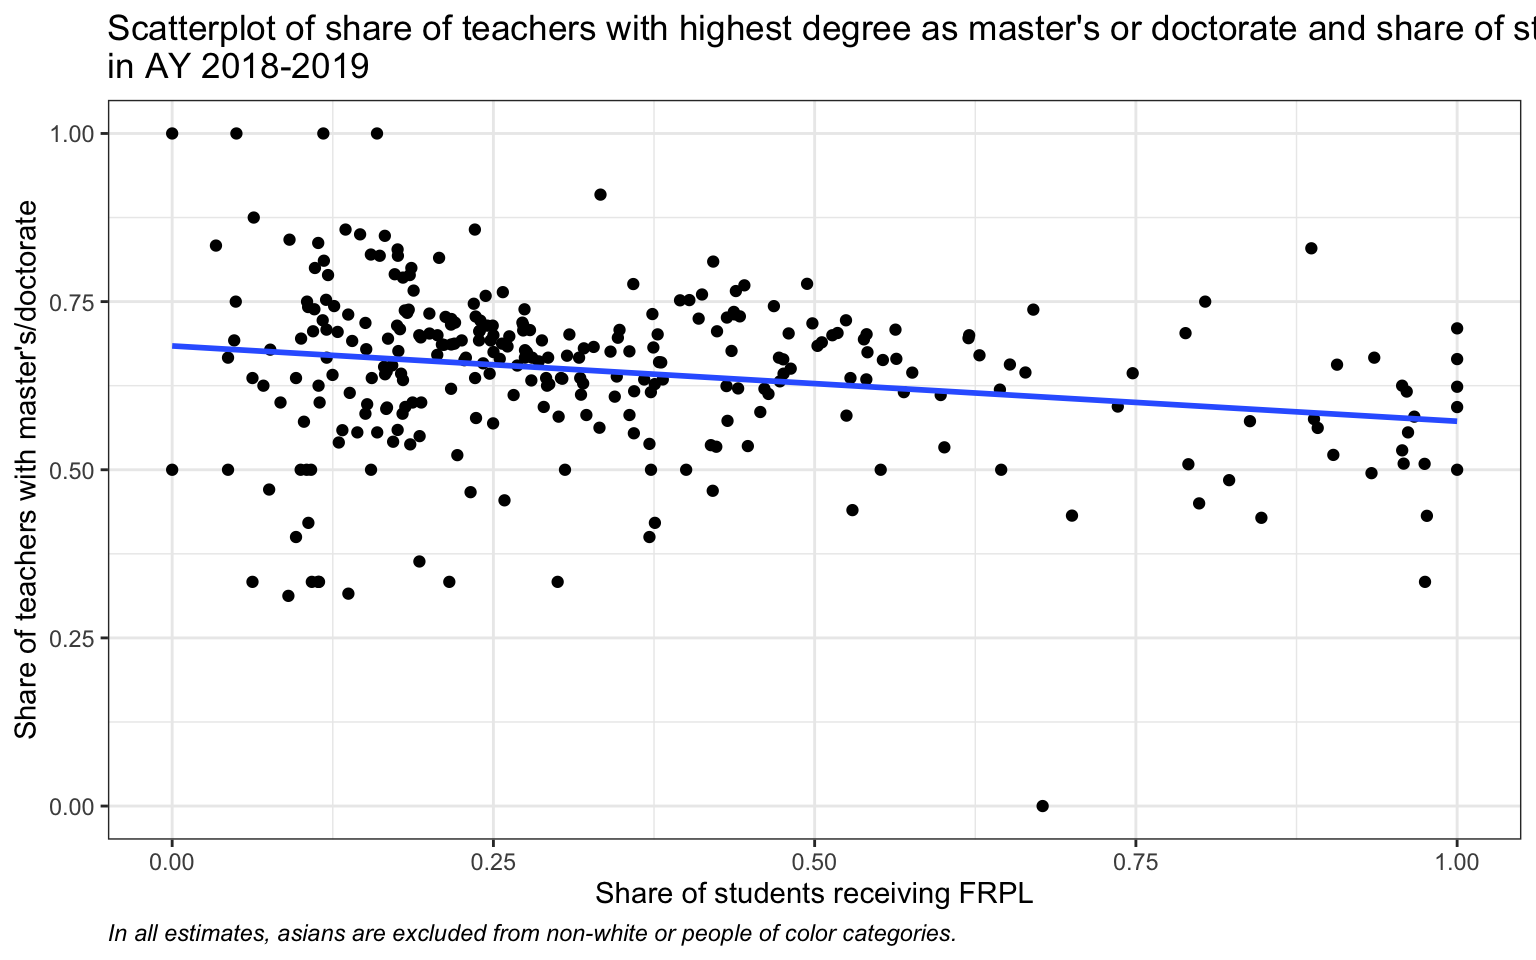 Scatterplot of share of teachers with highest degree as master's or doctorate and share of st
in AY 2018-2019
1.00
0.75
0.50
0.25
0.00
Share of teachers with master's/doctorate
0.00 0.25 0.50 0.75 1.00
Share of students receiving FRPL
In all estimates, asians are excluded from non-white or people of color categories.